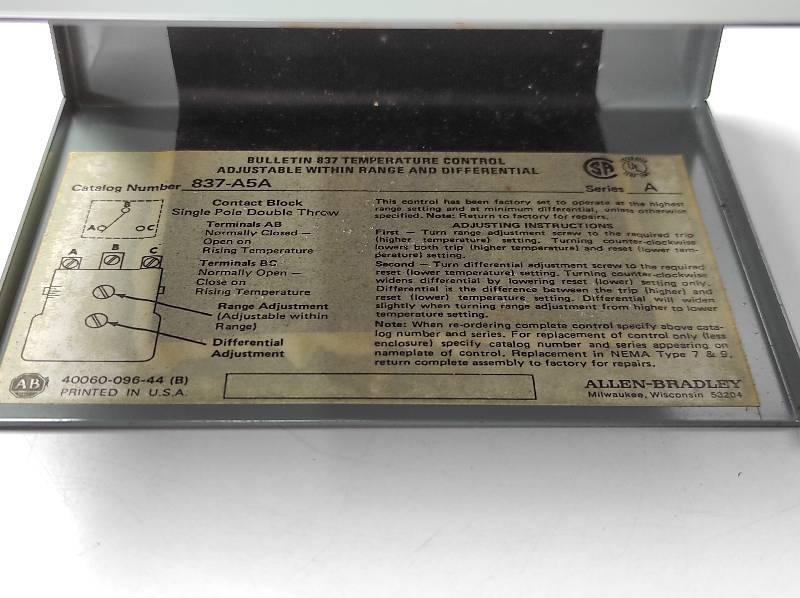 BULLETIN 837 TEMPERATURE CONTROL
ADJUSTABLE WITHIN RANGE AND DIFFERENTIAL
SA
UL
Catalog Number 837-A5A
Series A
B
A
C
Contact Block
Single Pole Double Throw
Terminals AB
Normally Closed —
Open on
Rising Temperature
Terminals BC
Normally Open —
Close on
Rising Temperature
A B C
Range Adjustment
(Adjustable within
Range)
Differential
Adjustment
This control has been factory set to operate at the highest
range setting and at minimum differential, unless otherwise
specified. Note: Return to factory for repairs.
ADJUSTING INSTRUCTIONS
First — Turn range adjustment screw to the required trip
(higher temperature) setting. Turning counter-clockwise
lowers both trip (higher temperature) and reset (lower tem-
perature) setting.
Second — Turn differential adjustment screw to the required
reset (lower temperature) setting. Turning counter-clockwise
widens differential by lowering reset (lower) setting only.
Differential is the difference between the trip (higher) and
reset (lower) temperature setting. Differential will widen
slightly when turning range adjustment from higher to lower
temperature setting.
Note: When re-ordering complete control specify above cata-
log number and series. For replacement of control only (less
enclosure) specify catalog number and series appearing on
nameplate of control. Replacement in NEMA Type 7 & 9,
return complete assembly to factory for repairs.
AB
40060-096-44 (B)
PRINTED IN U.S.A.
ALLEN-BRADLEY
Milwaukee, Wisconsin 53204